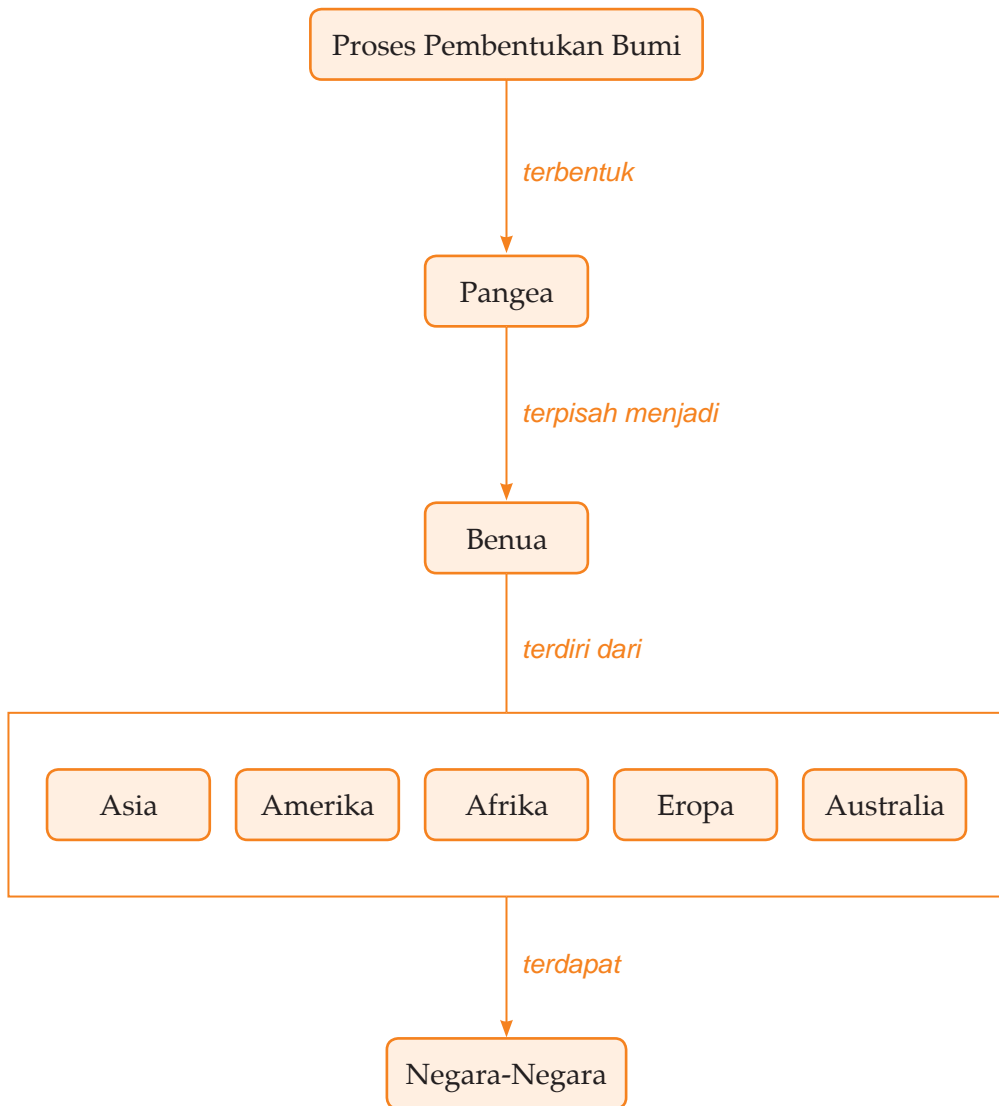 Proses Pembentukan Bumi
terbentuk
Pangea
terpisah menjadi
Benua
terdiri dari
Asia
Amerika
Afrika
Eropa
Australia
terdapat
Negara-Negara